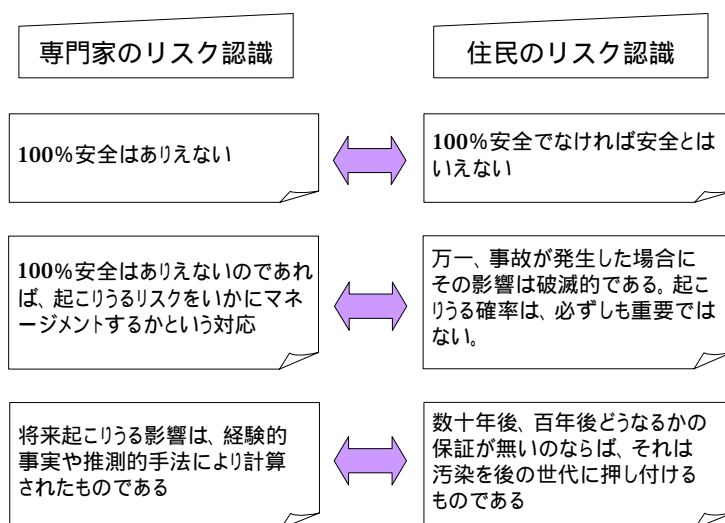 専門家のリスク認識
住民のリスク認識
100%安全はありえない
100%安全でなければ安全とは
いえない
100%安全はありえないのであれ
ば、起こりうるリスクをいかにマネ
ージメントするかという対応
万一、事故が発生した場合に
その影響は破滅的である。起こ
りうる確率は、必ずしも重要では
ない。
将来起こりうる影響は、経験的
事実や推測的手法により計算
されたものである
数十年後、百年後どうなるかの
保証が無いのならば、それは
汚染を後の世代に押し付ける
ものである